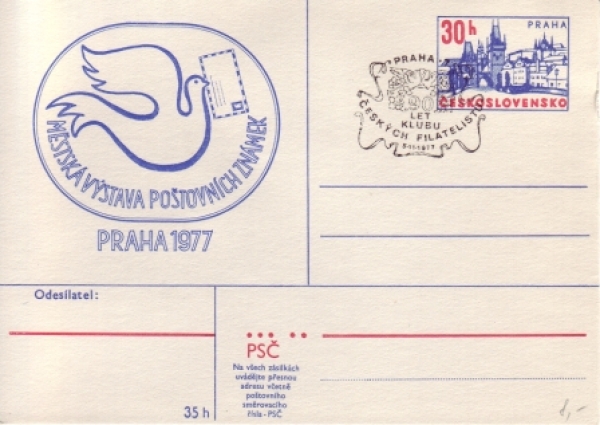 MĚSTSKÁ VÝSTAVA POŠTOVNÍCH ZNÁMEK
PRAHA 1977
30h
PRAHA
ČESKOSLOVENSKO
PRAHA
90
LET
KLUBU
ČESKÝCH FILATELISTŮ
Odesílatel:
35 h
PSČ
Na všech zásilkách
uvádějte přesnou
adresu včetně
poštovního
směrovacího
čísla - PSČ
8,-